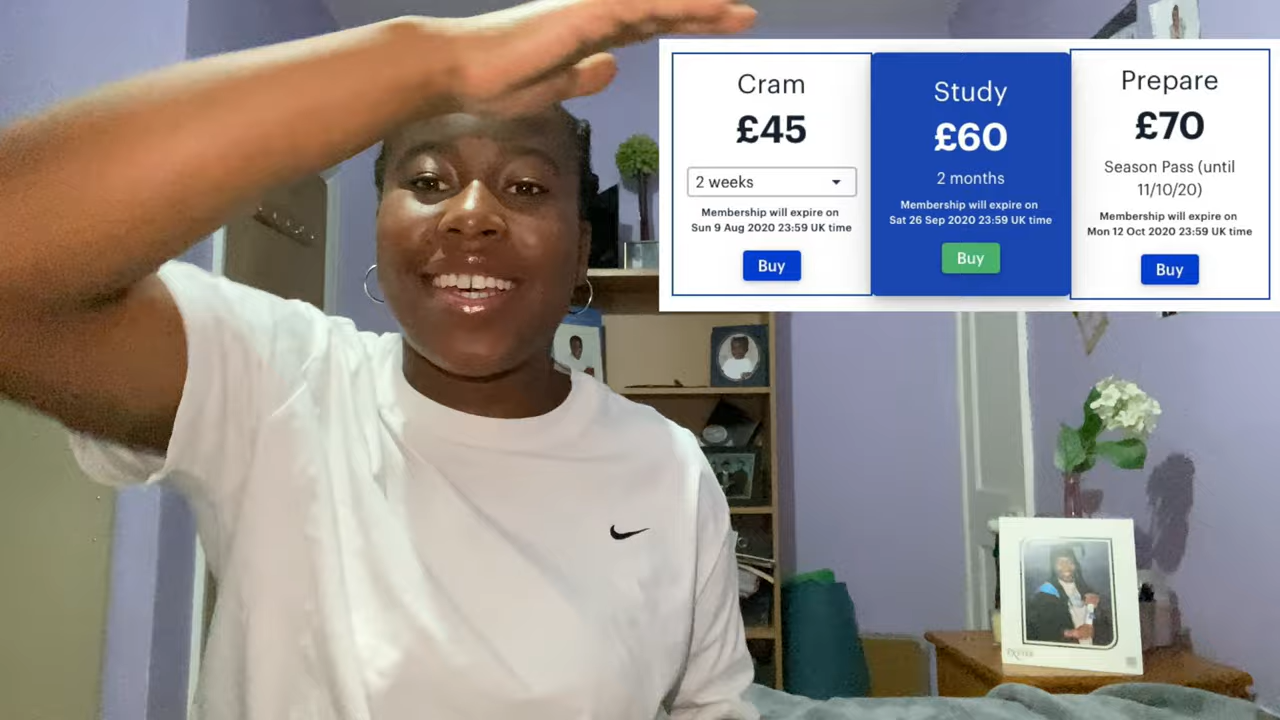 Cram
£45
2 weeks
Membership will expire on
Sun 9 Aug 2020 23:59 UK time
Buy
Study
£60
2 months
Membership will expire on
Sat 26 Sep 2020 23:59 UK time
Buy
Prepare
£70
Season Pass (until
11/10/20)
Membership will expire on
Mon 12 Oct 2020 23:59 UK time
Buy